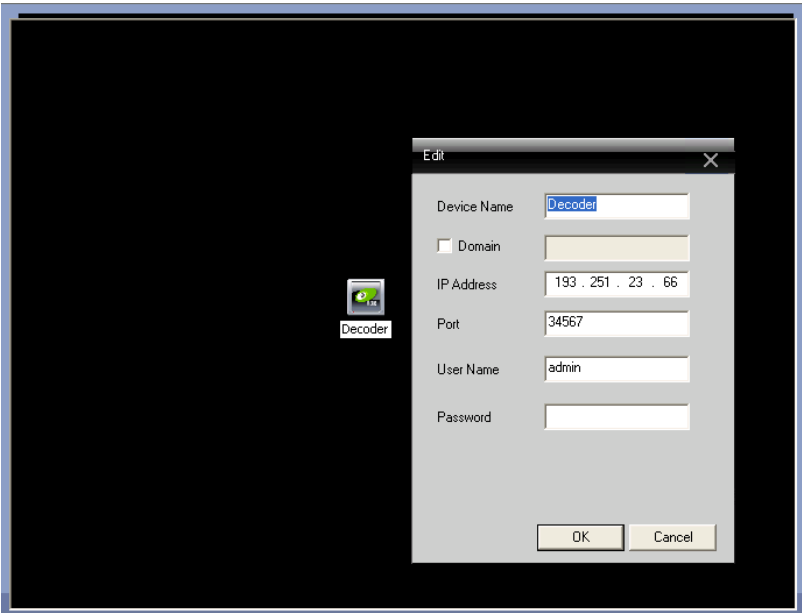 Edit
Device Name Decoder
Domain
IP Address 193 . 251 . 23 . 66
Decoder
Port 34567
User Name admin
Password
OK Cancel